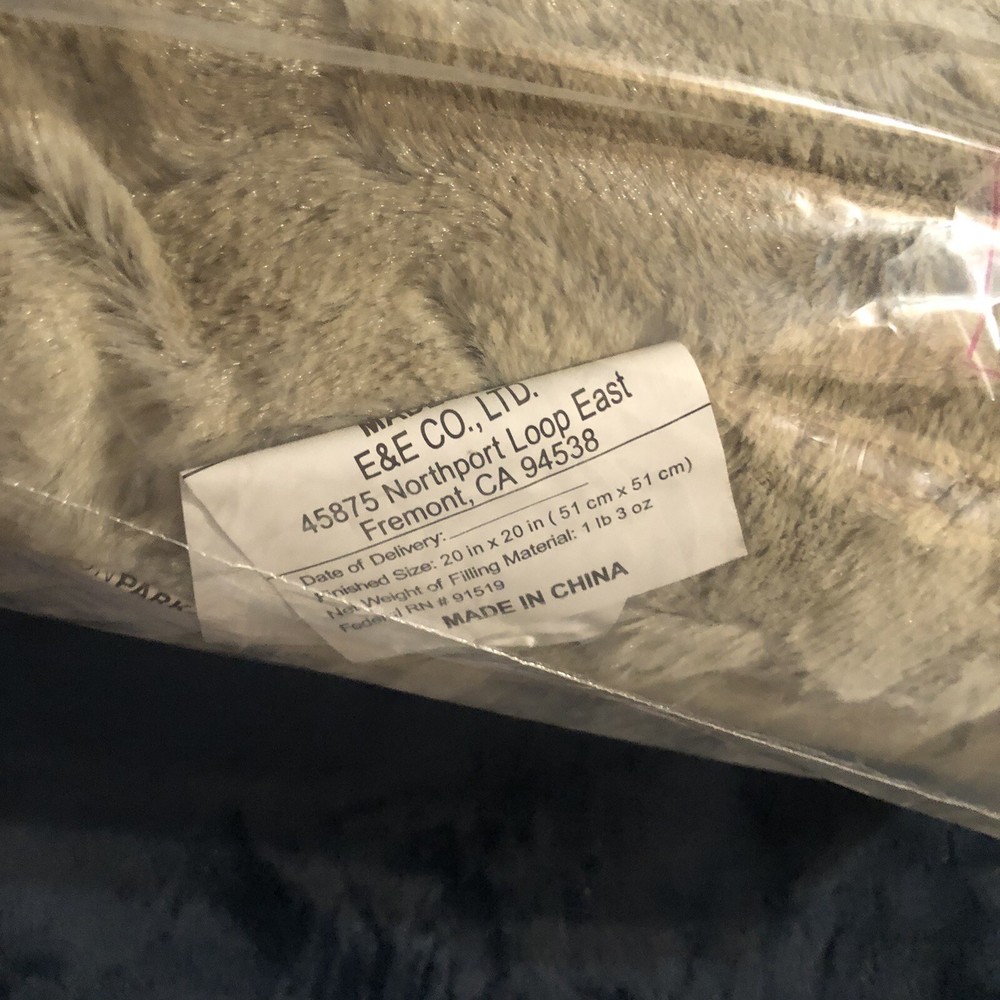 E&E CO., LTD.
45875 Northport Loop East
Fremont, CA 94538
Date of Delivery:
Finished Size: 20 in x 20 in ( 51 cm x 51 cm)
Net Weight of Filling Material: 1 lb 3 oz
Federal RN # 91519
MADE IN CHINA